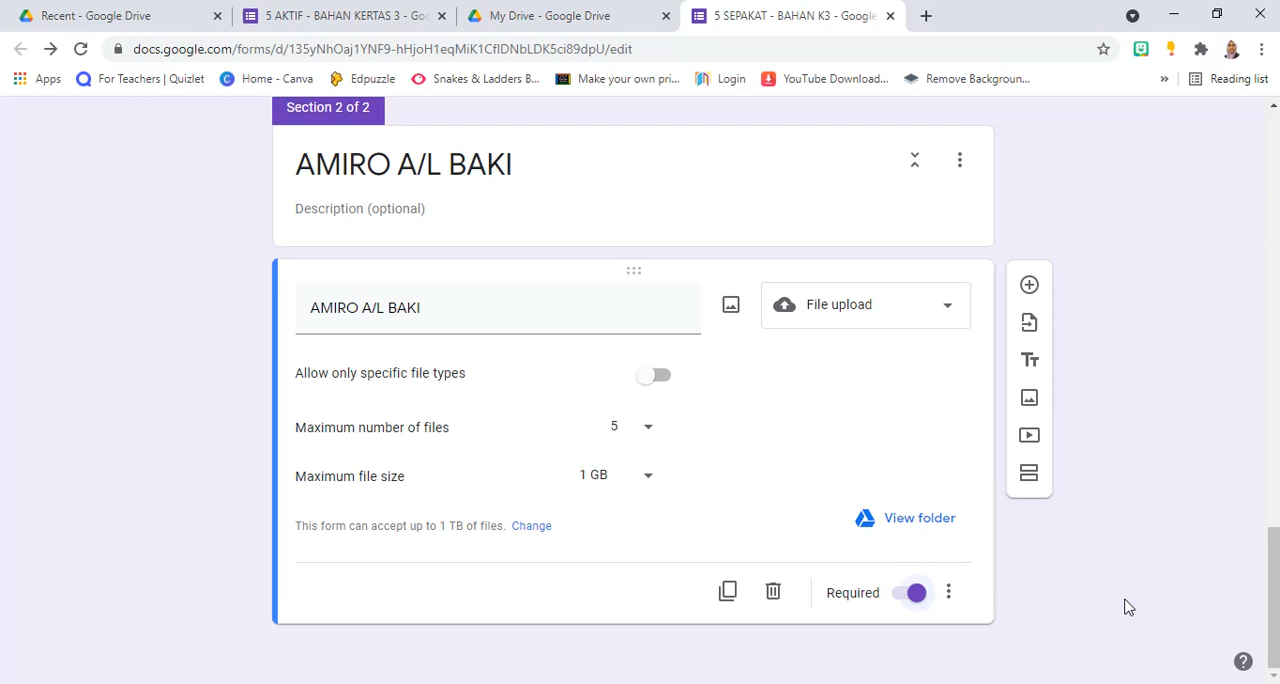 Recent - Google Drive
5 AKTIF - BAHAN KERTAS 3 - Goo
My Drive - Google Drive
5 SEPAKAT - BAHAN K3 - Google
docs.google.com/forms/d/135yNhOaj1YNF9-hHjoH1eqMiK1CfIDNbLDK5ci89dpU/edit
Apps
For Teachers | Quizlet
Home - Canva
Edpuzzle
Snakes & Ladders B...
Make your own pri...
Login
YouTube Download...
Remove Backgroun...
»
Reading list
Section 2 of 2
AMIRO A/L BAKI
Description (optional)
AMIRO A/L BAKI
File upload
Allow only specific file types
Maximum number of files
5
Maximum file size
1 GB
This form can accept up to 1 TB of files. Change
View folder
Required